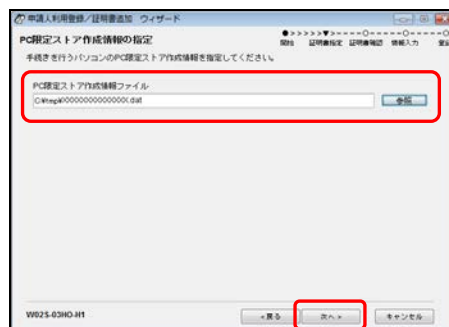 申請人利用登録/証明書追加 ウィザード
PC限定ストア作成情報の指定
●>>>>>▼>-----○-----○-----○
開始 証明書指定 証明書確認 情報入力
手続きを行うパソコンのPC限定ストア作成情報を指定してください。
PC限定ストア作成情報ファイル
参照
W02S-03HO-H1
<戻る 次へ> キャンセル